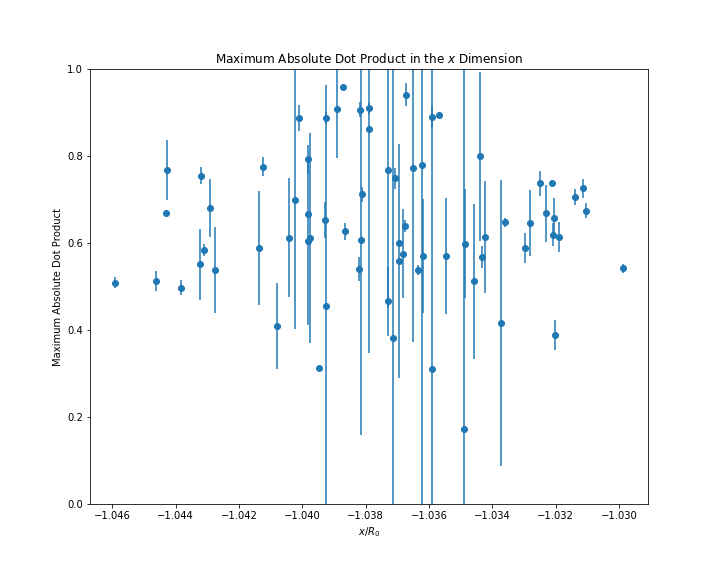 Maximum Absolute Dot Product in the x Dimension
Maximum Absolute Dot Product
1.0
0.8
0.6
0.4
0.2
0.0
−1.046 −1.044 −1.042 −1.040 −1.038 −1.036 −1.034 −1.032 −1.030
x/R₀